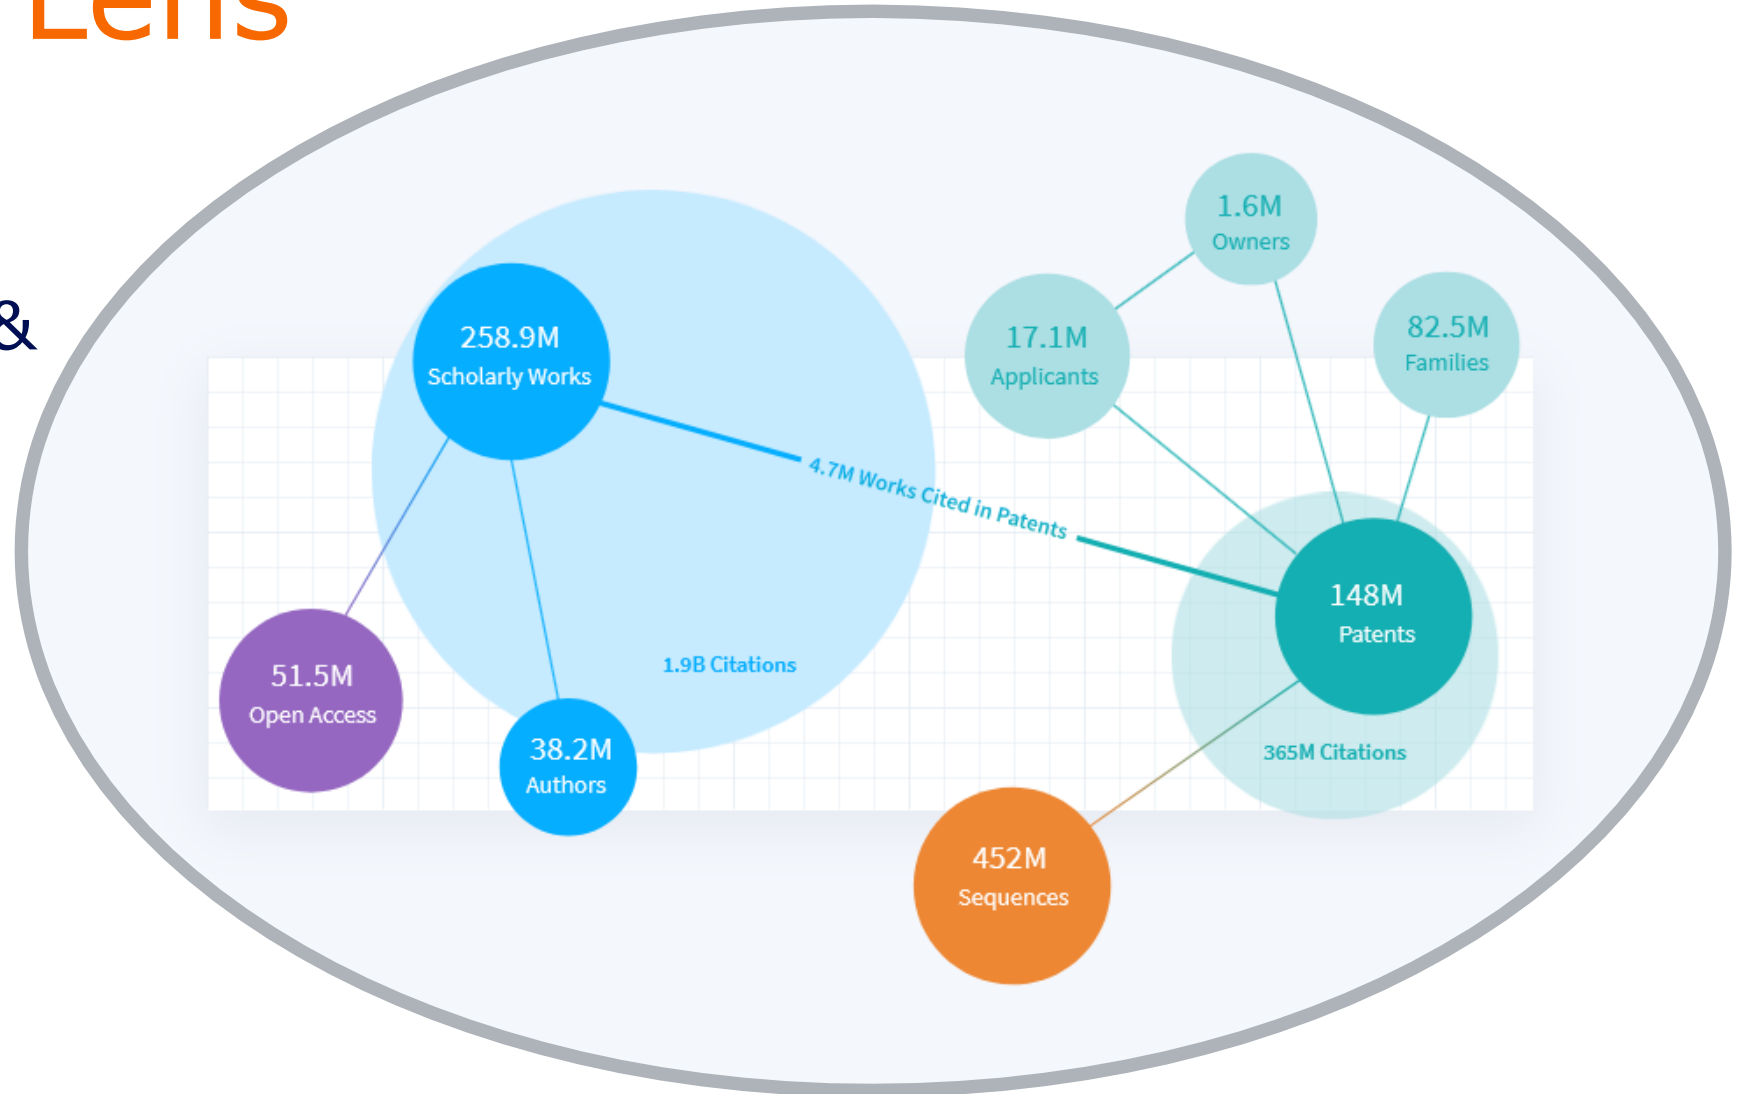 Lens
&
1.6M
Owners
258.9M
Scholarly Works
17.1M
Applicants
82.5M
Families
4.7M Works Cited in Patents
148M
Patents
1.9B Citations
51.5M
Open Access
38.2M
Authors
365M Citations
452M
Sequences